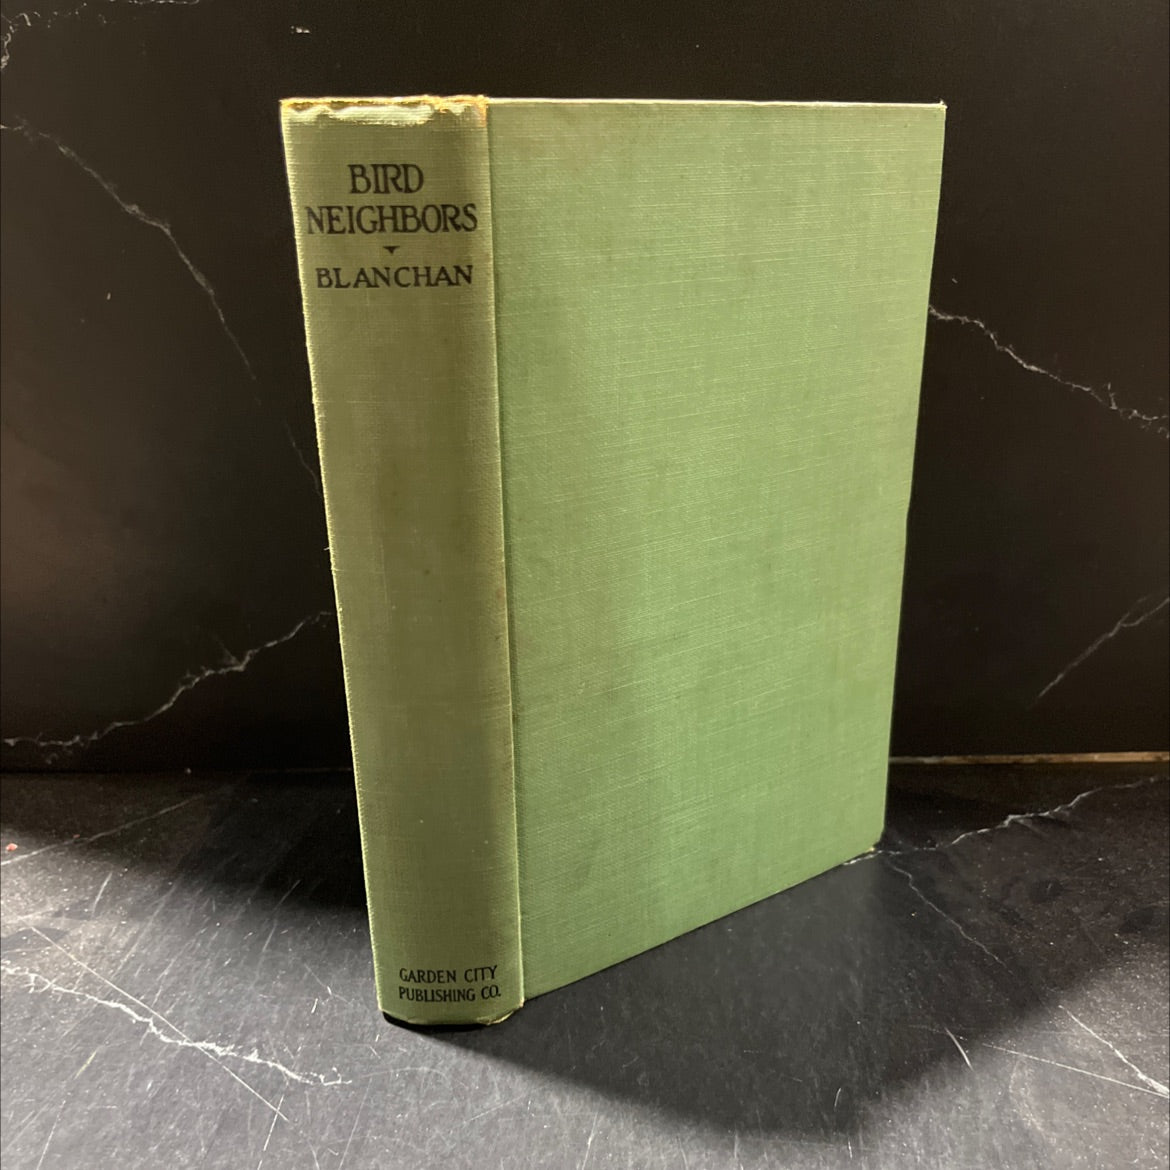 BIRD
NEIGHBORS
BLANCHAN
GARDEN CITY
PUBLISHING CO.